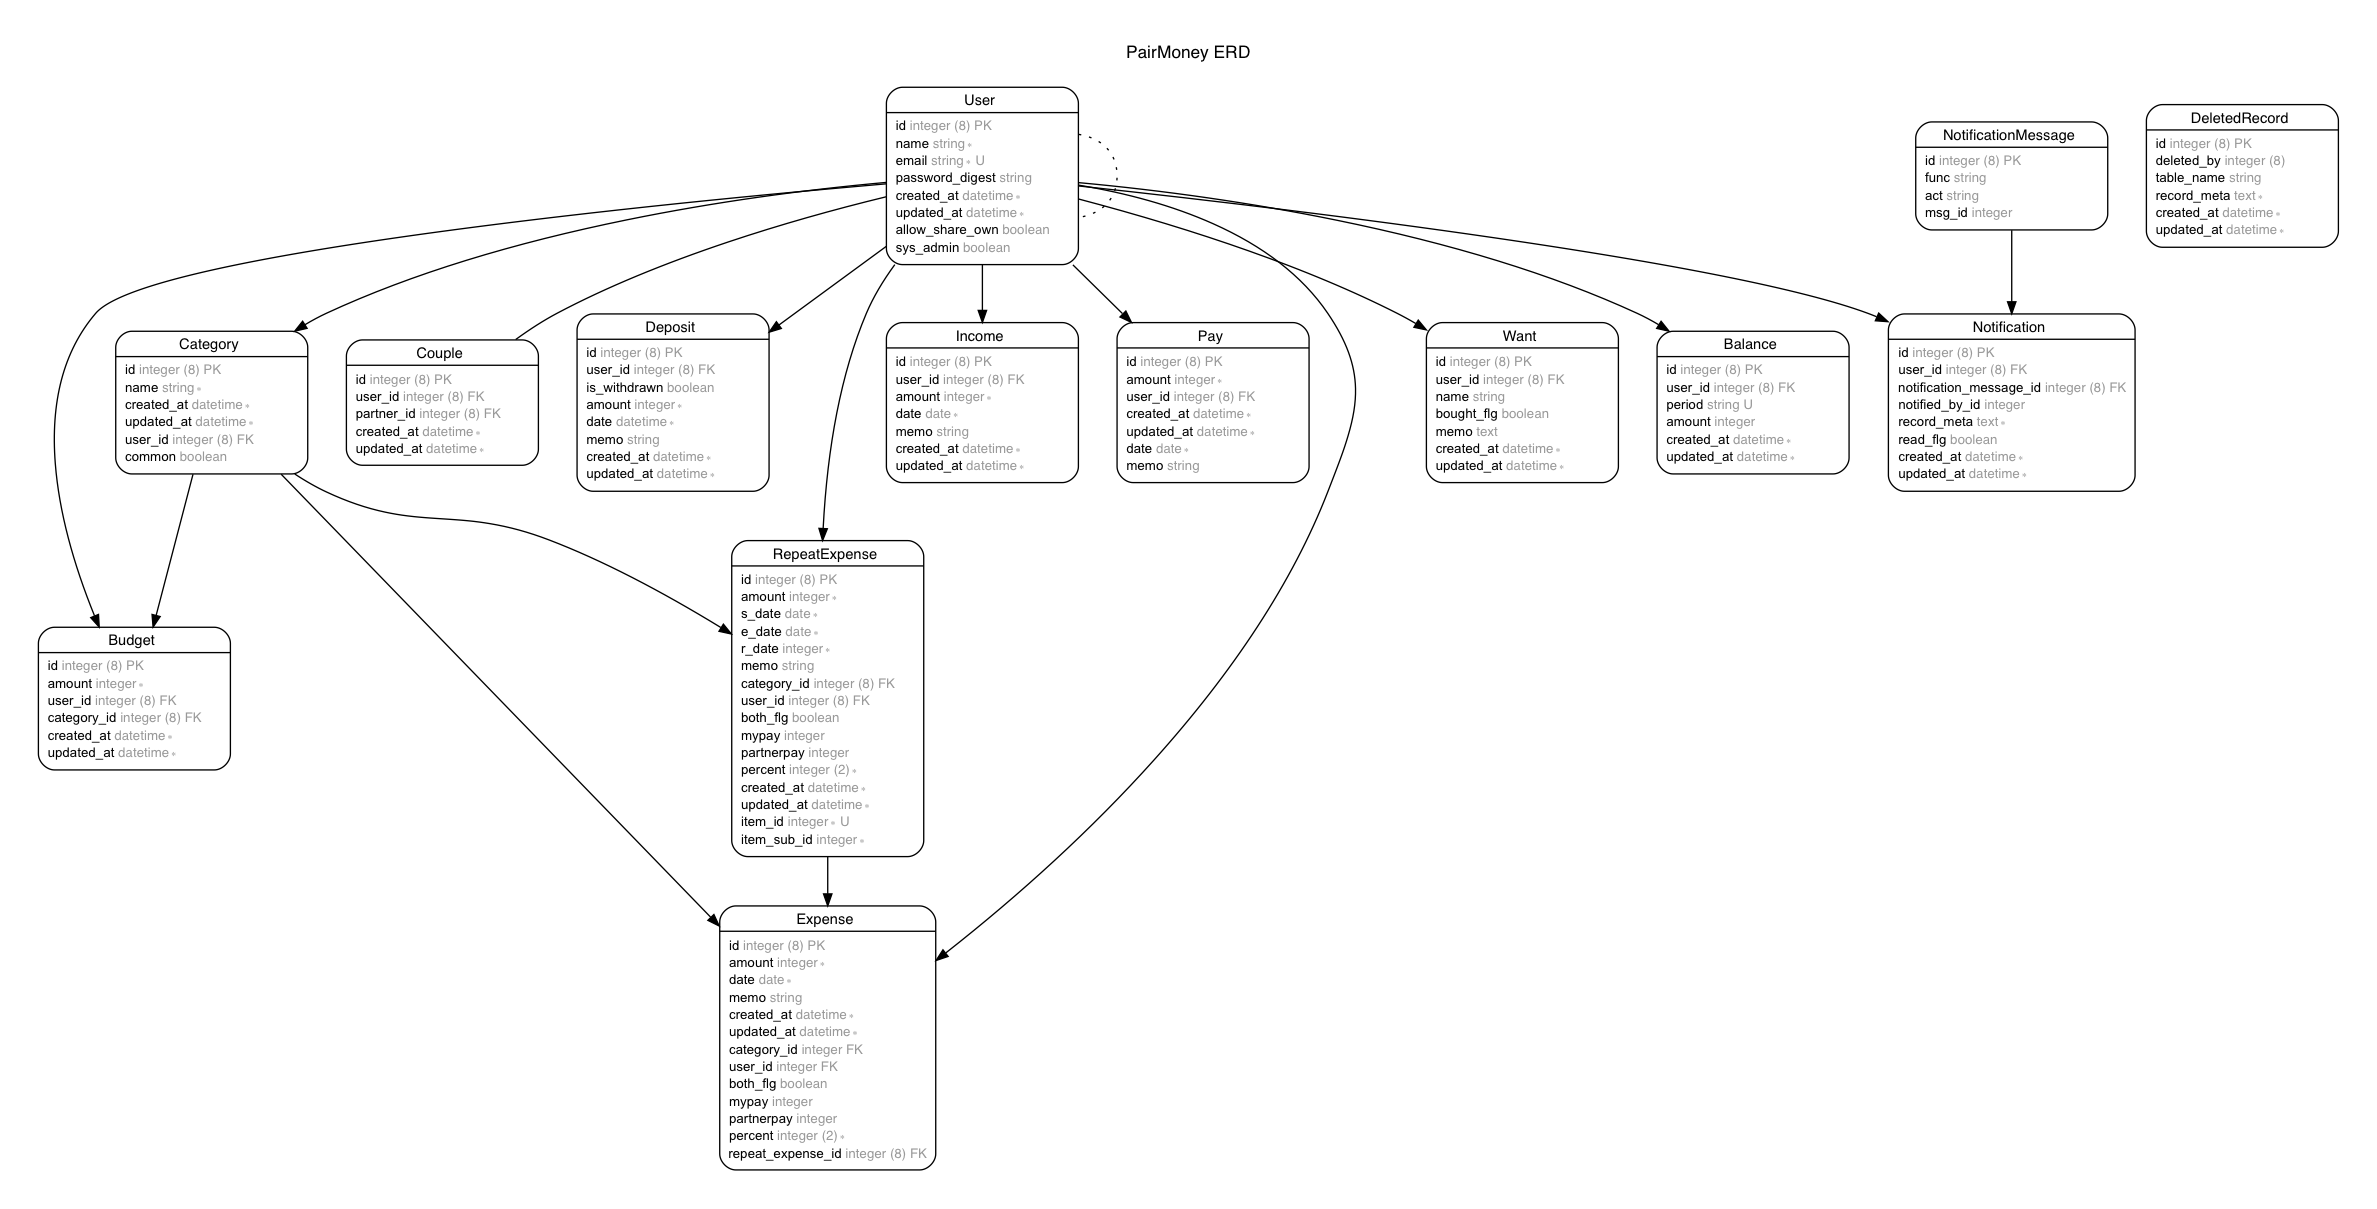 PairMoney ERD
User
id integer (8) PK
name string *
email string * U
password_digest string
created_at datetime *
updated_at datetime *
allow_share_own boolean
sys_admin boolean
NotificationMessage
id integer (8) PK
func string
act string
msg_id integer
DeletedRecord
id integer (8) PK
deleted_by integer (8)
table_name string
record_meta text *
created_at datetime *
updated_at datetime *
Category
id integer (8) PK
name string *
created_at datetime *
updated_at datetime *
user_id integer (8) FK
common boolean
Couple
id integer (8) PK
user_id integer (8) FK
partner_id integer (8) FK
created_at datetime *
updated_at datetime *
Deposit
id integer (8) PK
user_id integer (8) FK
is_withdrawn boolean
amount integer *
date datetime *
memo string
created_at datetime *
updated_at datetime *
Income
id integer (8) PK
user_id integer (8) FK
amount integer *
date date *
memo string
created_at datetime *
updated_at datetime *
Pay
id integer (8) PK
amount integer *
user_id integer (8) FK
created_at datetime *
updated_at datetime *
date date *
memo string
Want
id integer (8) PK
user_id integer (8) FK
name string
bought_flg boolean
memo text
created_at datetime *
updated_at datetime *
Balance
id integer (8) PK
user_id integer (8) FK
period string U
amount integer
created_at datetime *
updated_at datetime *
Notification
id integer (8) PK
user_id integer (8) FK
notification_message_id integer (8) FK
notified_by_id integer
record_meta text *
read_flg boolean
created_at datetime *
updated_at datetime *
RepeatExpense
id integer (8) PK
amount integer *
s_date date *
e_date date *
r_date integer *
memo string
category_id integer (8) FK
user_id integer (8) FK
both_flg boolean
mypay integer
partnerpay integer
percent integer (2) *
created_at datetime *
updated_at datetime *
item_id integer * U
item_sub_id integer *
Budget
id integer (8) PK
amount integer *
user_id integer (8) FK
category_id integer (8) FK
created_at datetime *
updated_at datetime *
Expense
id integer (8) PK
amount integer *
date date *
memo string
created_at datetime *
updated_at datetime *
category_id integer FK
user_id integer FK
both_flg boolean
mypay integer
partnerpay integer
percent integer (2) *
repeat_expense_id integer (8) FK